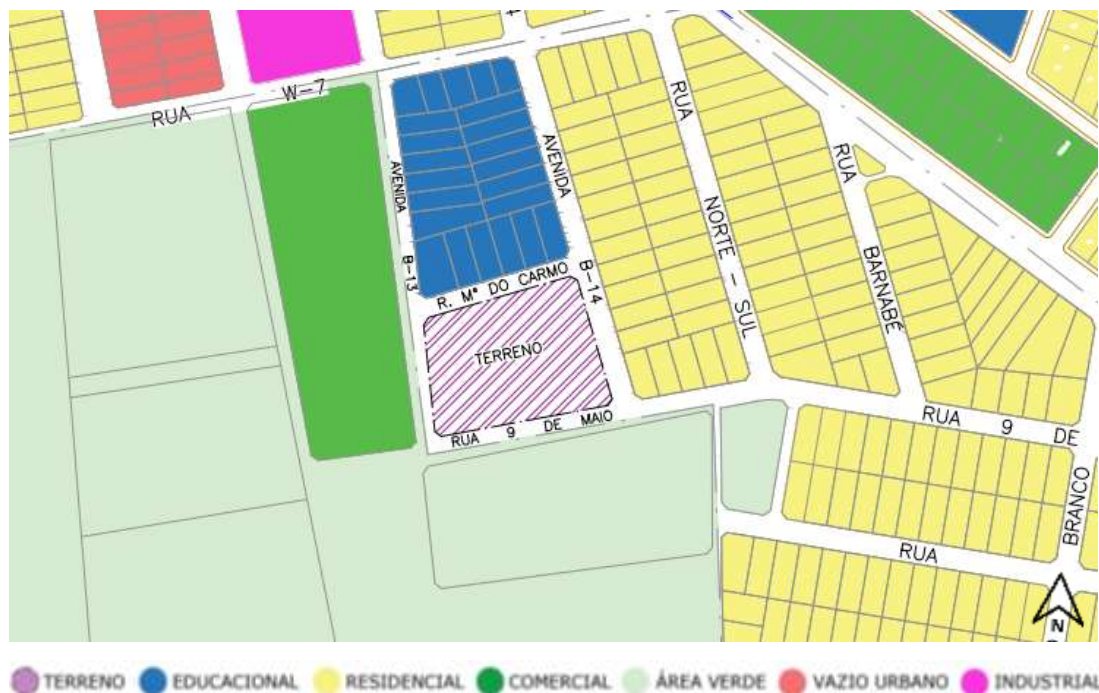 RUA W-7
AVENIDA B-13
AVENIDA B-14
R. Mª DO CARMO
TERRENO
RUA 9 DE MAIO
RUA NORTE - SUL
RUA BARNABÉ
RUA 9 DE
BRANCO
RUA
N
TERRENO EDUCACIONAL RESIDENCIAL COMERCIAL ÁREA VERDE VAZIO URBANO INDUSTRIAL